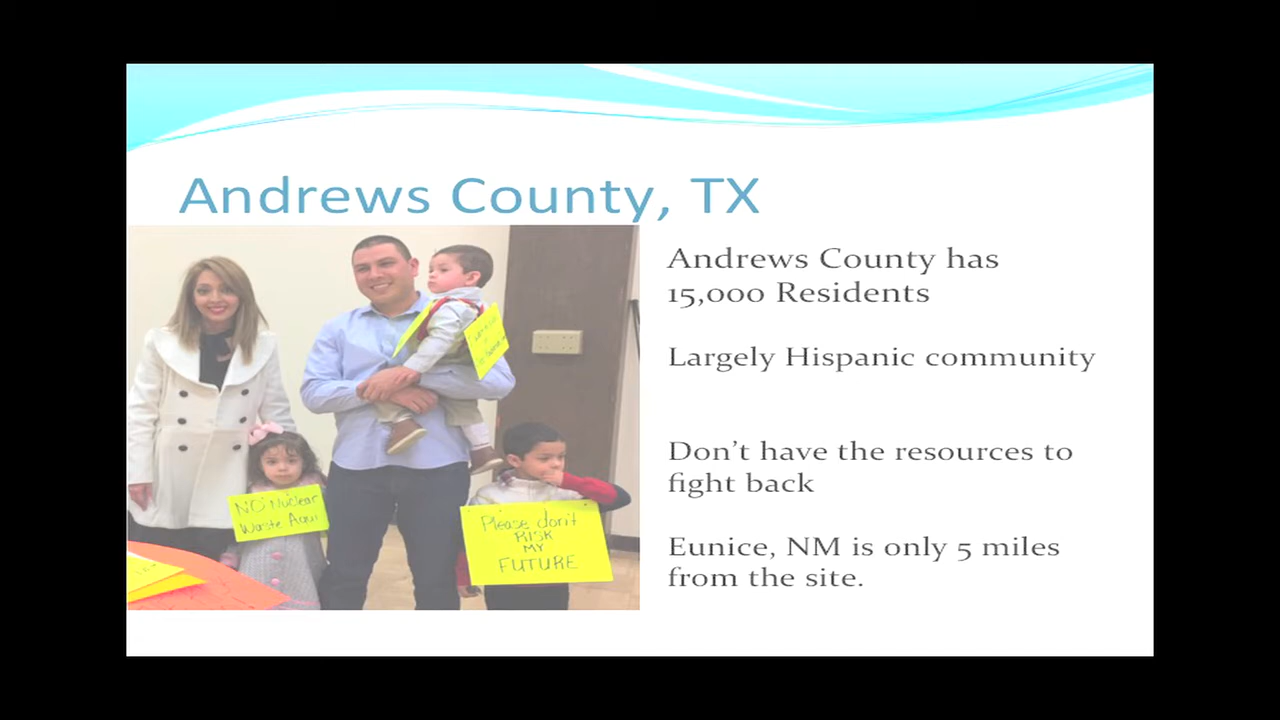 Andrews County, TX
Andrews County has
15,000 Residents
Largely Hispanic community
Don't have the resources to
fight back
Eunice, NM is only 5 miles
from the site.
NO Nuclear
Waste Aqui
Please don't
RISK
MY
FUTURE